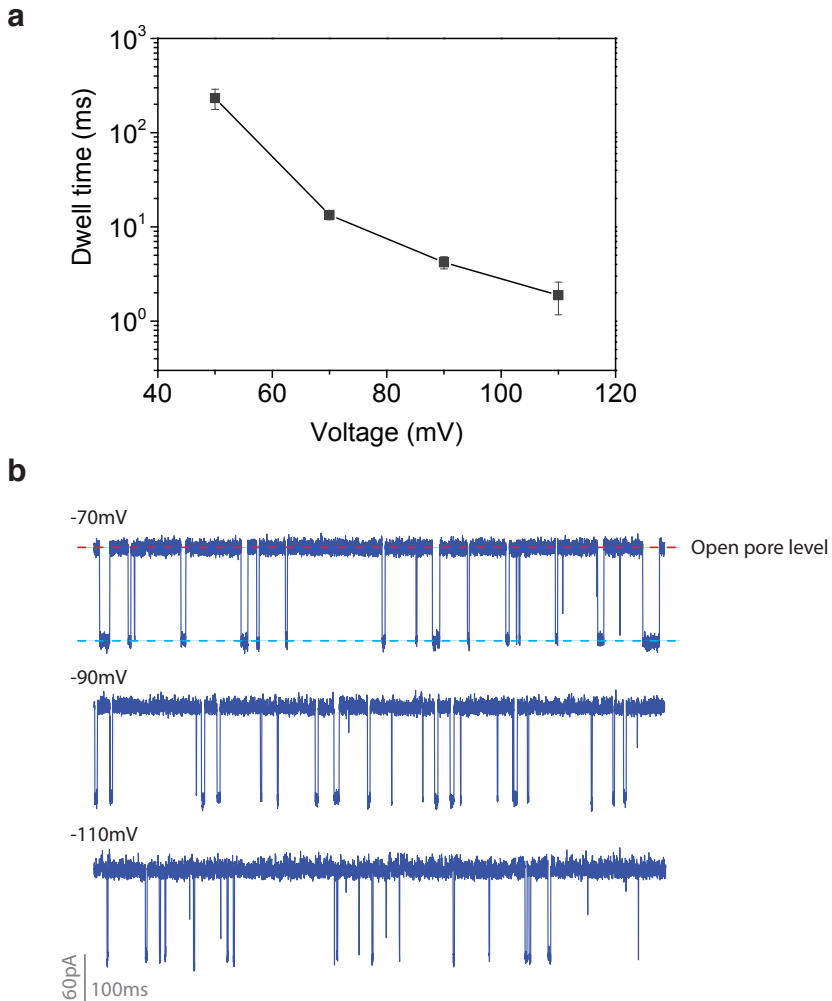 a
10³
10²
10¹
10⁰
Dwell time (ms)
40 60 80 100 120
Voltage (mV)
b
-70mV
Open pore level
-90mV
-110mV
60pA
100ms